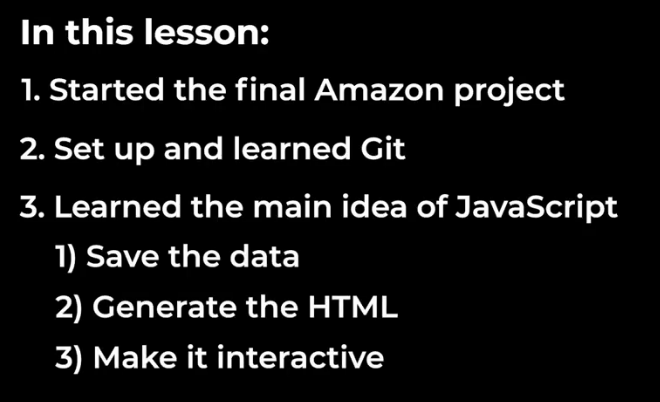 In this lesson:
1. Started the final Amazon project
2. Set up and learned Git
3. Learned the main idea of JavaScript
1) Save the data
2) Generate the HTML
3) Make it interactive